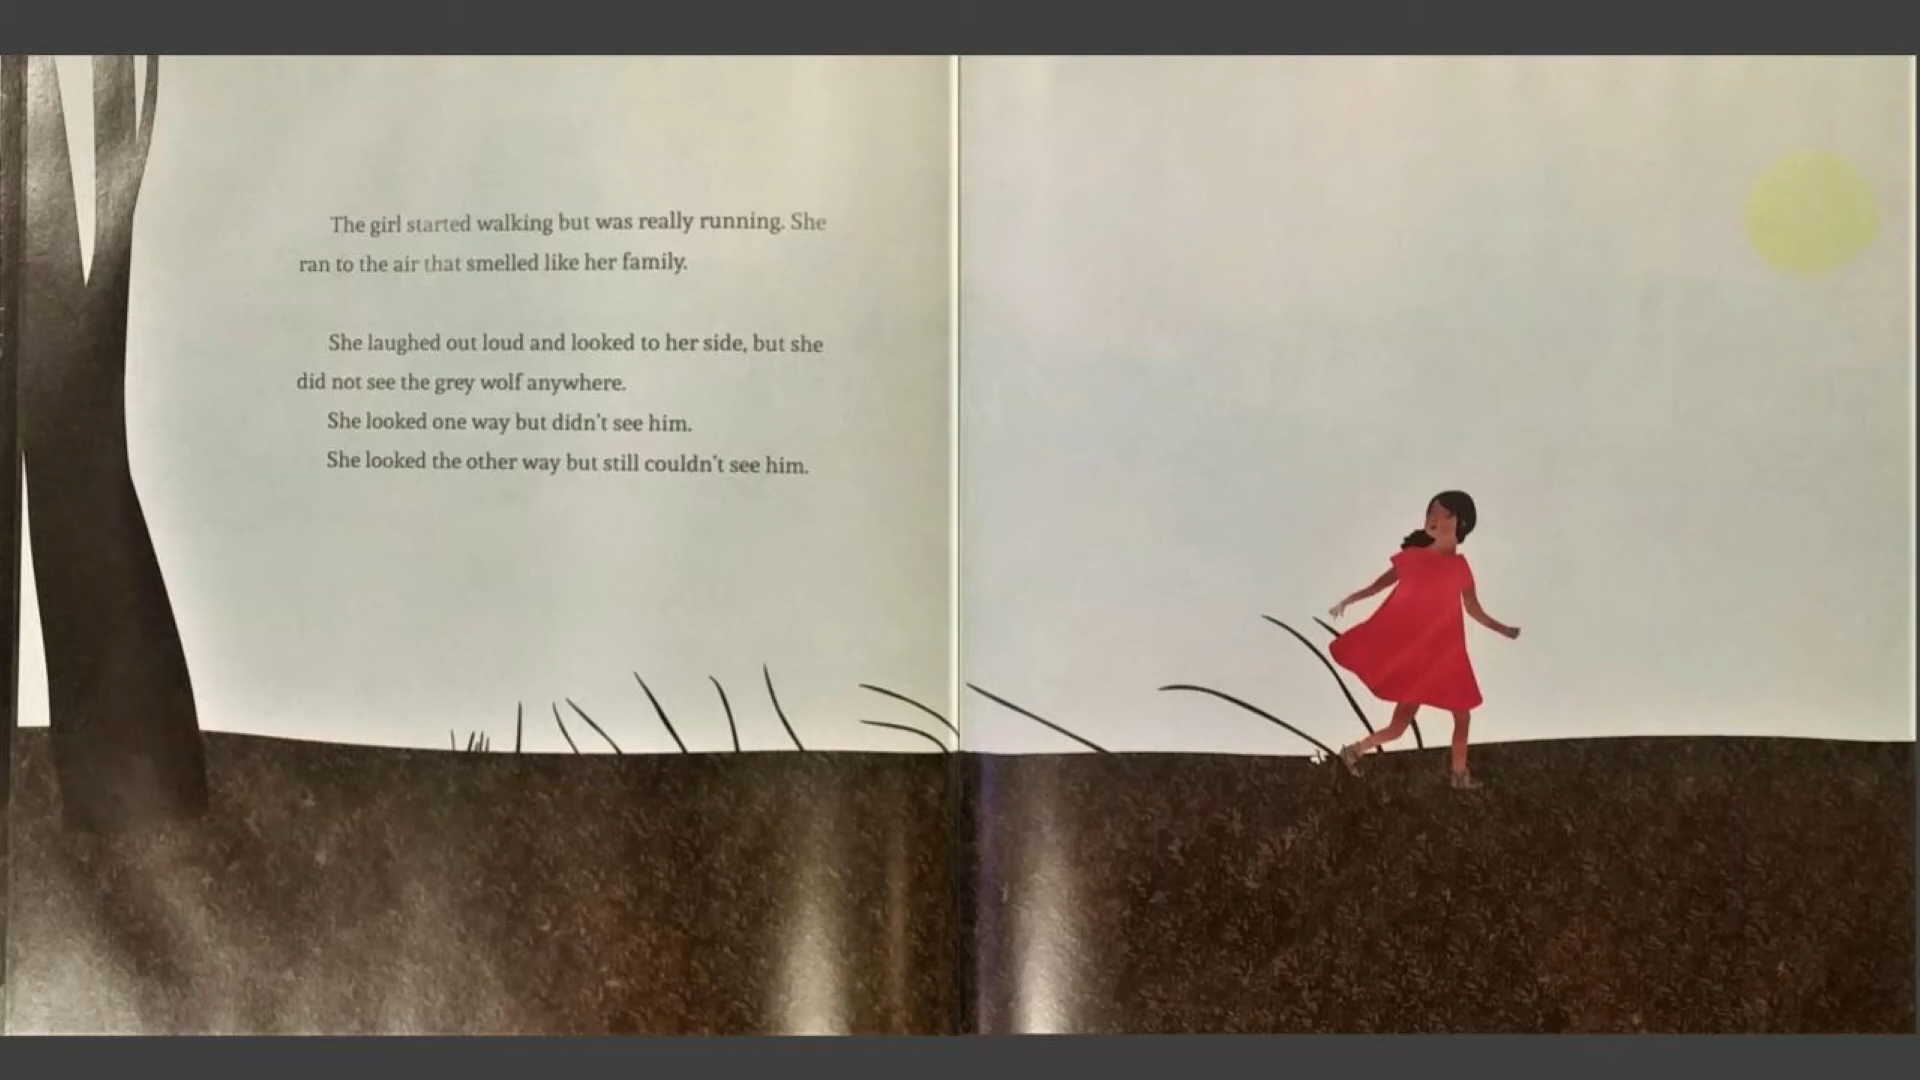 The girl started walking but was really running. She
ran to the air that smelled like her family.
She laughed out loud and looked to her side, but she
did not see the grey wolf anywhere.
She looked one way but didn't see him.
She looked the other way but still couldn't see him.